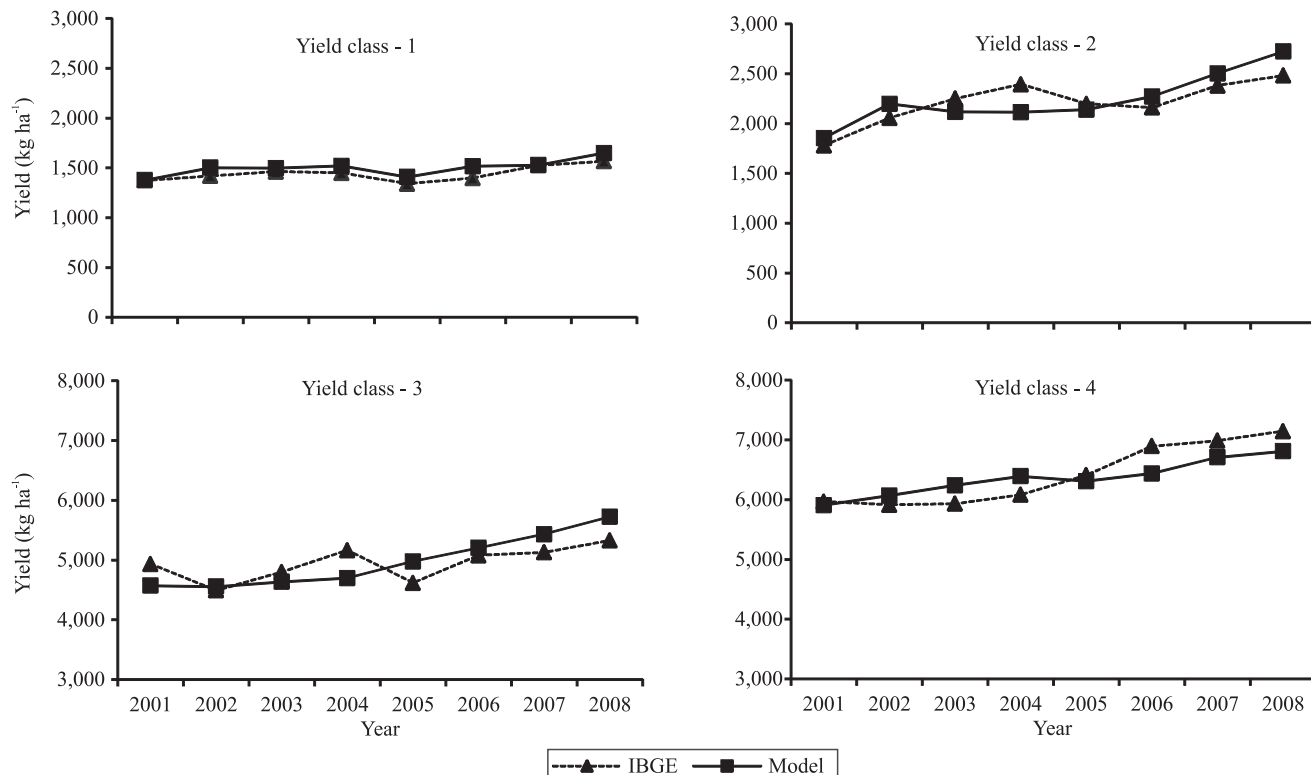 Yield class - 1
Yield (kg ha⁻¹)
3,000
2,500
2,000
1,500
1,000
500
0
Yield class - 2
3,000
2,500
2,000
1,500
1,000
500
0
Yield class - 3
Yield (kg ha⁻¹)
8,000
7,000
6,000
5,000
4,000
3,000
2001 2002 2003 2004 2005 2006 2007 2008
Year
Yield class - 4
8,000
7,000
6,000
5,000
4,000
3,000
2001 2002 2003 2004 2005 2006 2007 2008
Year
IBGE Model